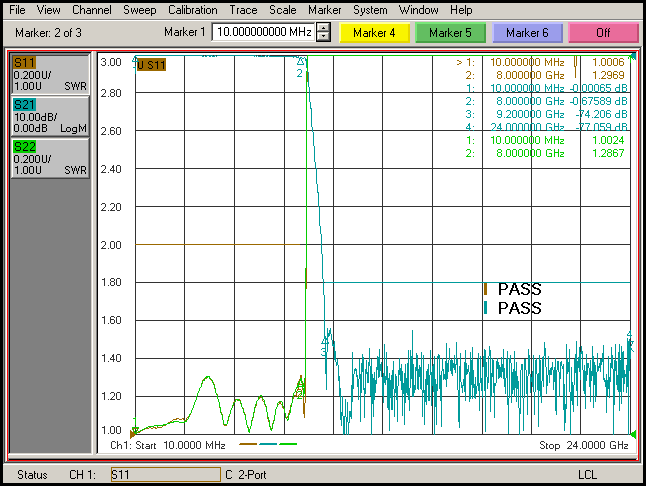 File View Channel Sweep Calibration Trace Scale Marker System Window Help
Marker: 2 of 3 Marker 1 10.000000000 MHz Marker 4 Marker 5 Marker 6 Off
S11
0.200U/
1.00U SWR
S21
10.00dB/
0.00dB LogM
S22
0.200U/
1.00U SWR
3.00
2.80
2.60
2.40
2.20
2.00
1.80
1.60
1.40
1.20
1.00
U S11
2
3
> 1: 10.000000 MHz 1.0006
2: 8.000000 GHz 1.2969
1: 10.000000 MHz -0.00065 dB
2: 8.000000 GHz -0.67589 dB
3: 9.200000 GHz -74.206 dB
4: 24.000000 GHz -77.059 dB
1: 10.000000 MHz 1.0024
2: 8.000000 GHz 1.2867
PASS
PASS
Ch1: Start 10.0000 MHz Stop 24.0000 GHz
Status CH 1: S11 C 2-Port LCL